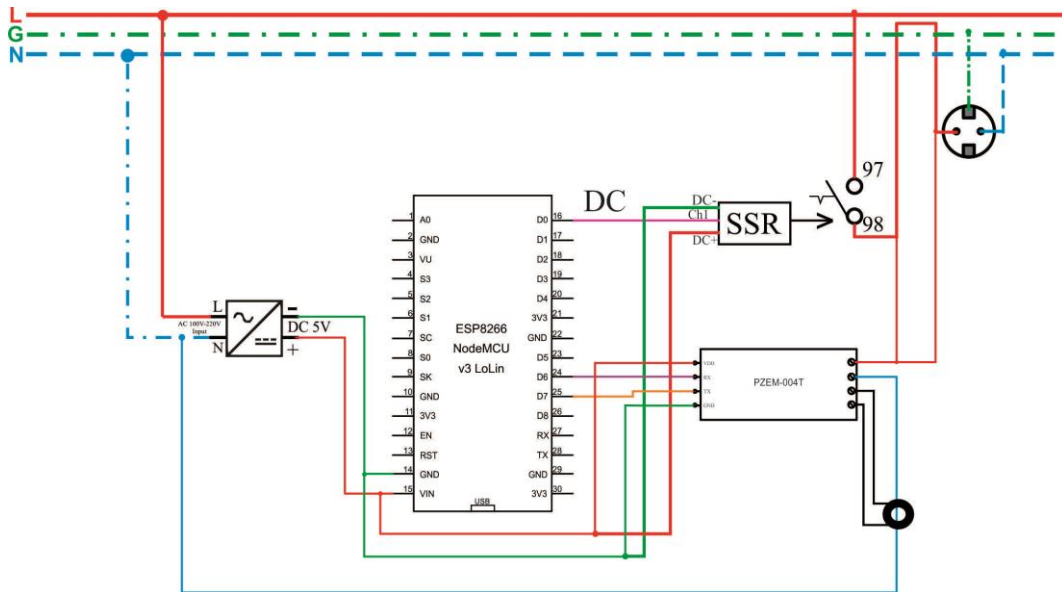 L
G
N
97
98
DC
DC-
Ch1
DC+
SSR
1 A0
2 GND
3 VU
4 S3
5 S2
6 S1
7 SC
8 S0
9 SK
10 GND
11 3V3
12 EN
13 RST
14 GND
15 VIN
ESP8266
NodeMCU
v3 LoLin
USB
D0 16
D1 17
D2 18
D3 19
D4 20
3V3 21
GND 22
D5 23
D6 24
D7 25
D8 26
RX 27
TX 28
GND 29
3V3 30
L
AC 100V-220V
Input
N
-
DC 5V
+
VDD
RX
TX
GND
PZEM-004T